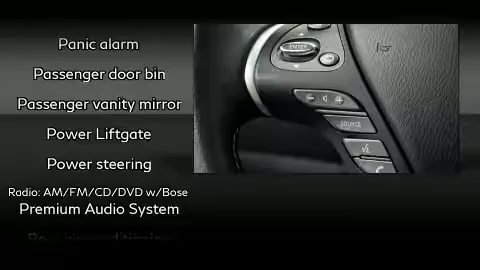 Panic alarm
Passenger door bin
Passenger vanity mirror
Power Liftgate
Power steering
Radio: AM/FM/CD/DVD w/Bose
Premium Audio System
ENTER
SOURCE